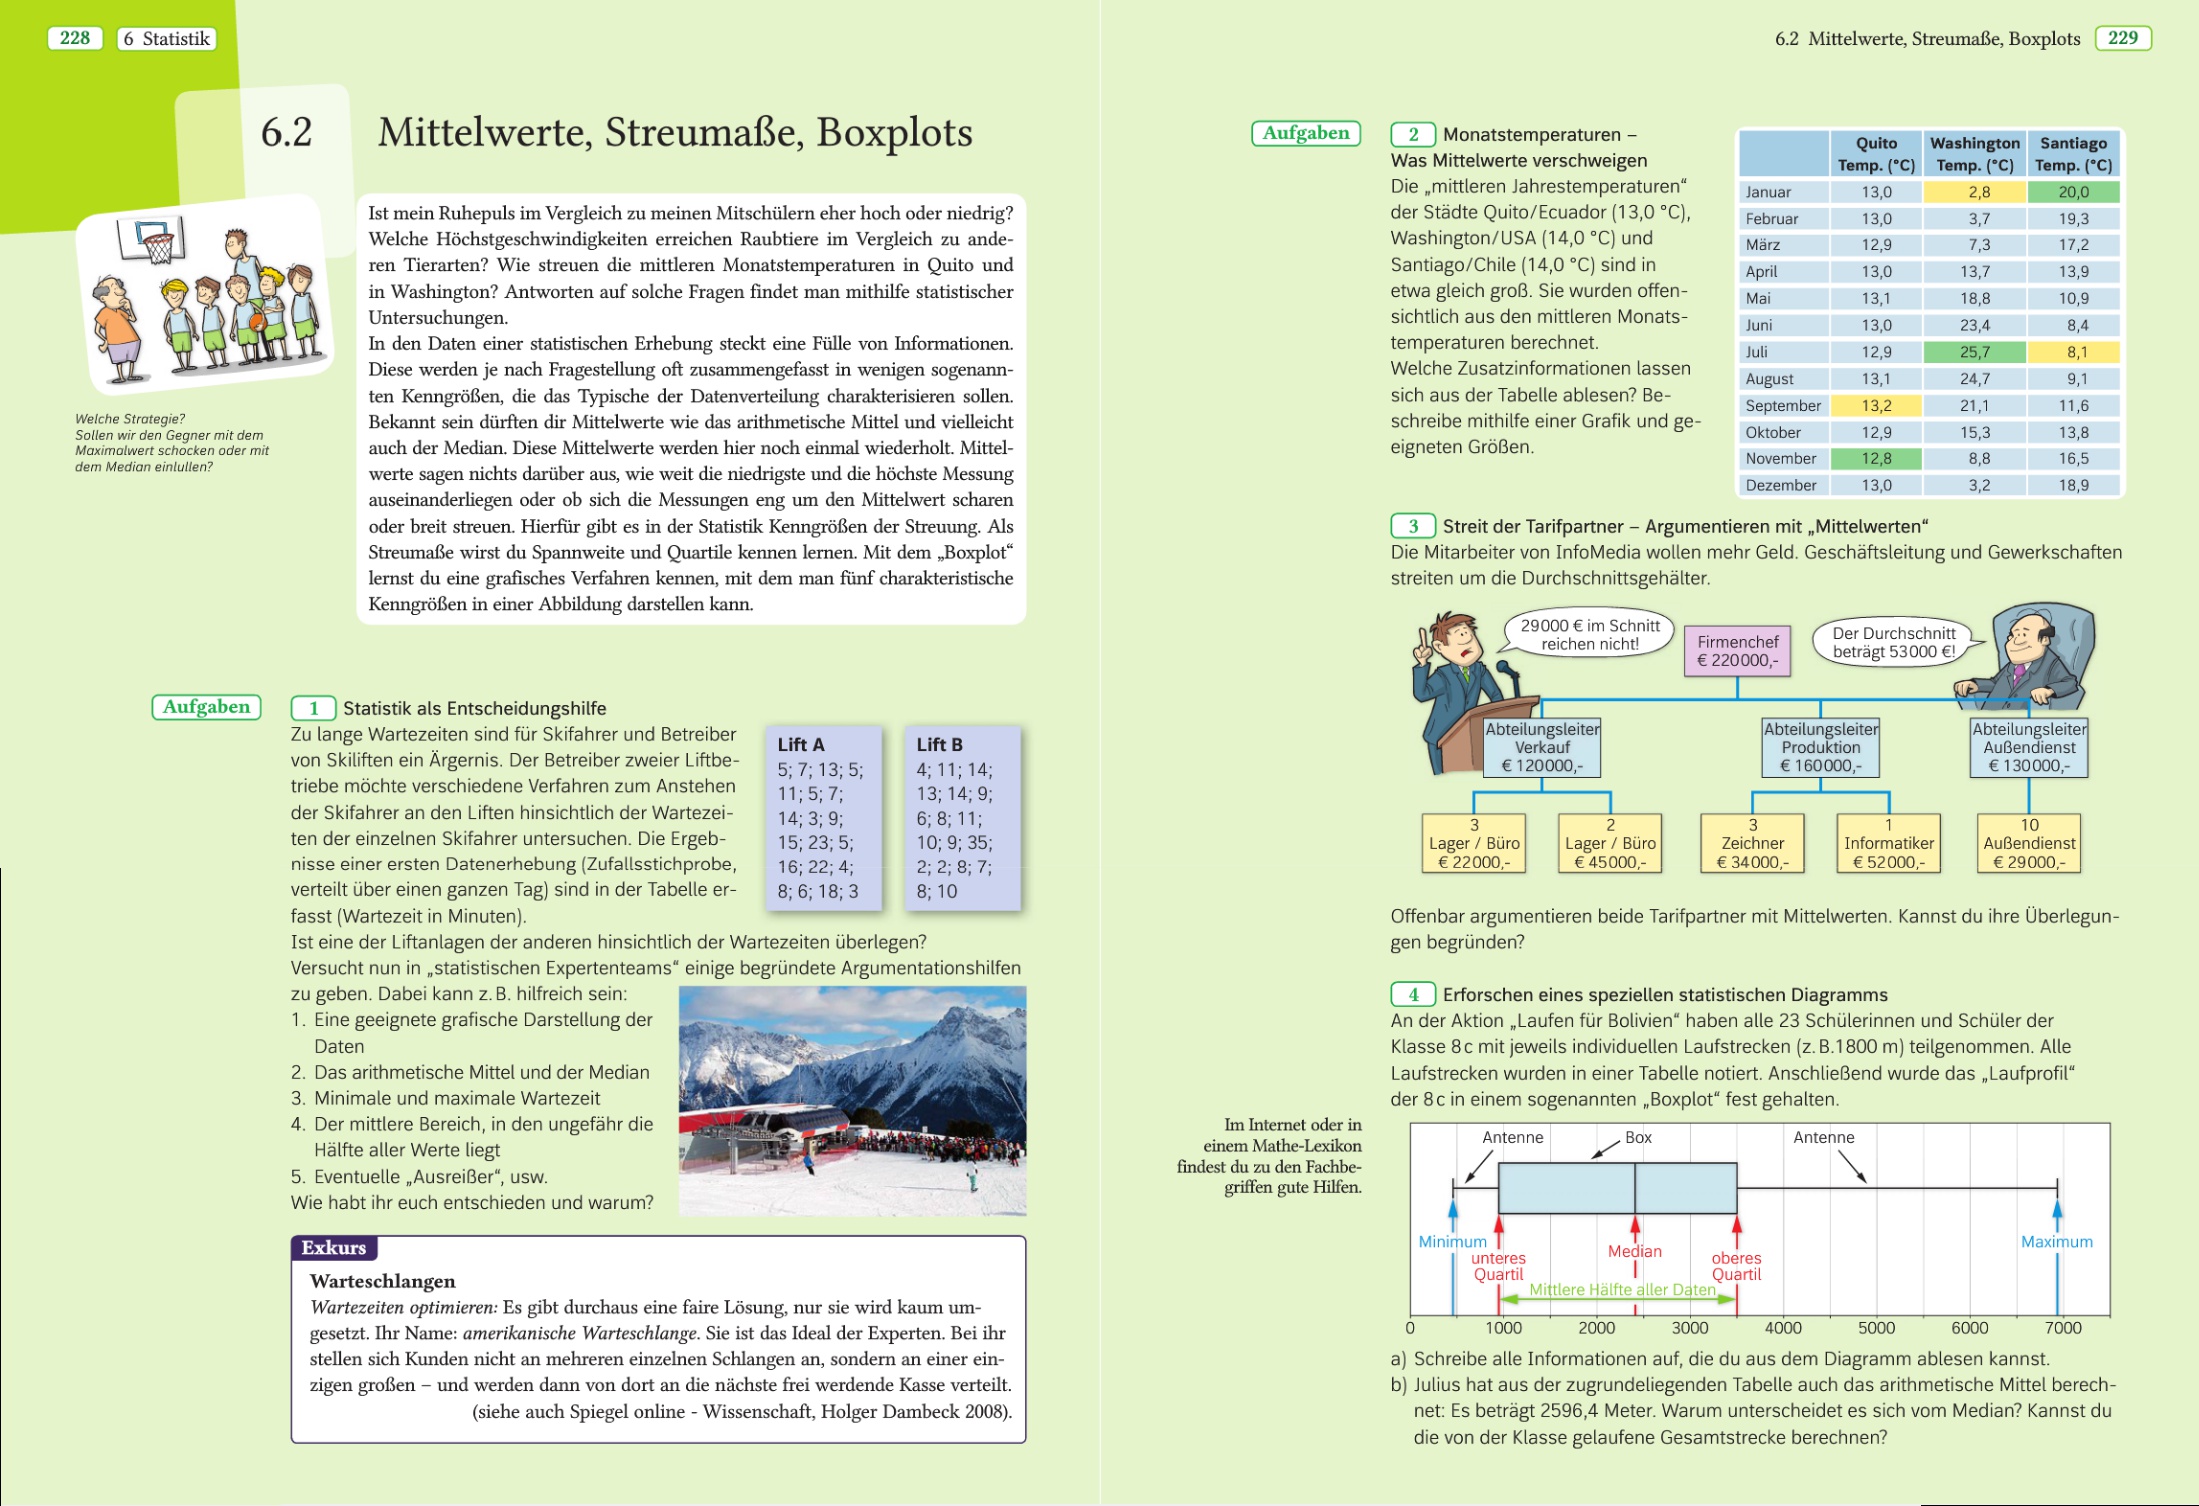 228
6 Statistik
6.2 Mittelwerte, Streumaße, Boxplots
Welche Strategie?
Sollen wir den Gegner mit dem
Maximalwert schocken oder mit
dem Median einlullen?
Ist mein Ruhepuls im Vergleich zu meinen Mitschülern eher hoch oder niedrig?
Welche Höchstgeschwindigkeiten erreichen Raubtiere im Vergleich zu ande-
ren Tierarten? Wie streuen die mittleren Monatstemperaturen in Quito und
in Washington? Antworten auf solche Fragen findet man mithilfe statistischer
Untersuchungen.
In den Daten einer statistischen Erhebung steckt eine Fülle von Informationen.
Diese werden je nach Fragestellung oft zusammengefasst in wenigen sogenann-
ten Kenngrößen, die das Typische der Datenverteilung charakterisieren sollen.
Bekannt sein dürften dir Mittelwerte wie das arithmetische Mittel und vielleicht
auch der Median. Diese Mittelwerte werden hier noch einmal wiederholt. Mittel-
werte sagen nichts darüber aus, wie weit die niedrigste und die höchste Messung
auseinanderliegen oder ob sich die Messungen eng um den Mittelwert scharen
oder breit streuen. Hierfür gibt es in der Statistik Kenngrößen der Streuung. Als
Streumaße wirst du Spannweite und Quartile kennen lernen. Mit dem „Boxplot“
lernst du eine grafisches Verfahren kennen, mit dem man fünf charakteristische
Kenngrößen in einer Abbildung darstellen kann.
Aufgaben
1 Statistik als Entscheidungshilfe
Zu lange Wartezeiten sind für Skifahrer und Betreiber
von Skiliften ein Ärgernis. Der Betreiber zweier Liftbe-
triebe möchte verschiedene Verfahren zum Anstehen
der Skifahrer an den Liften hinsichtlich der Wartezei-
ten der einzelnen Skifahrer untersuchen. Die Ergeb-
nisse einer ersten Datenerhebung (Zufallsstichprobe,
verteilt über einen ganzen Tag) sind in der Tabelle er-
fasst (Wartezeit in Minuten).
Lift A
5; 7; 13; 5;
11; 5; 7;
14; 3; 9;
15; 23; 5;
16; 22; 4;
8; 6; 18; 3
Lift B
4; 11; 14;
13; 14; 9;
6; 8; 11;
10; 9; 35;
2; 2; 8; 7;
8; 10
Ist eine der Liftanlagen der anderen hinsichtlich der Wartezeiten überlegen?
Versucht nun in „statistischen Expertenteams“ einige begründete Argumentationshilfen
zu geben. Dabei kann z. B. hilfreich sein:
1. Eine geeignete grafische Darstellung der
Daten
2. Das arithmetische Mittel und der Median
3. Minimale und maximale Wartezeit
4. Der mittlere Bereich, in den ungefähr die
Hälfte aller Werte liegt
5. Eventuelle „Ausreißer“, usw.
Wie habt ihr euch entschieden und warum?
Exkurs
Warteschlangen
Wartezeiten optimieren: Es gibt durchaus eine faire Lösung, nur sie wird kaum um-
gesetzt. Ihr Name: amerikanische Warteschlange. Sie ist das Ideal der Experten. Bei ihr
stellen sich Kunden nicht an mehreren einzelnen Schlangen an, sondern an einer ein-
zigen großen – und werden dann von dort an die nächste frei werdende Kasse verteilt.
(siehe auch Spiegel online - Wissenschaft, Holger Dambeck 2008).
6.2 Mittelwerte, Streumaße, Boxplots
229
Aufgaben
2 Monatstemperaturen –
Was Mittelwerte verschweigen
Die „mittleren Jahrestemperaturen“
der Städte Quito/Ecuador (13,0 °C),
Washington/USA (14,0 °C) und
Santiago/Chile (14,0 °C) sind in
etwa gleich groß. Sie wurden offen-
sichtlich aus den mittleren Monats-
temperaturen berechnet.
Welche Zusatzinformationen lassen
sich aus der Tabelle ablesen? Be-
schreibe mithilfe einer Grafik und ge-
eigneten Größen.
Quito Washington Santiago
Temp. (°C) Temp. (°C) Temp. (°C)
Januar 13,0 2,8 20,0
Februar 13,0 3,7 19,3
März 12,9 7,3 17,2
April 13,0 13,7 13,9
Mai 13,1 18,8 10,9
Juni 13,0 23,4 8,4
Juli 12,9 25,7 8,1
August 13,1 24,7 9,1
September 13,2 21,1 11,6
Oktober 12,9 15,3 13,8
November 12,8 8,8 16,5
Dezember 13,0 3,2 18,9
3 Streit der Tarifpartner – Argumentieren mit „Mittelwerten“
Die Mitarbeiter von InfoMedia wollen mehr Geld. Geschäftsleitung und Gewerkschaften
streiten um die Durchschnittsgehälter.
29000 € im Schnitt
reichen nicht!
Firmenchef
€ 220000,-
Der Durchschnitt
beträgt 53000 €!
Abteilungsleiter
Verkauf
€ 120000,-
Abteilungsleiter
Produktion
€ 160000,-
Abteilungsleiter
Außendienst
€ 130000,-
3
Lager / Büro
€ 22000,-
2
Lager / Büro
€ 45000,-
3
Zeichner
€ 34000,-
1
Informatiker
€ 52000,-
10
Außendienst
€ 29000,-
Offenbar argumentieren beide Tarifpartner mit Mittelwerten. Kannst du ihre Überlegun-
gen begründen?
4 Erforschen eines speziellen statistischen Diagramms
An der Aktion „Laufen für Bolivien“ haben alle 23 Schülerinnen und Schüler der
Klasse 8 c mit jeweils individuellen Laufstrecken (z. B.1800 m) teilgenommen. Alle
Laufstrecken wurden in einer Tabelle notiert. Anschließend wurde das „Laufprofil“
der 8 c in einem sogenannten „Boxplot“ fest gehalten.
Im Internet oder in
einem Mathe-Lexikon
findest du zu den Fachbe-
griffen gute Hilfen.
Antenne Box Antenne
Minimum
unteres
Quartil
Median
oberes
Quartil
Maximum
Mittlere Hälfte aller Daten
0 1000 2000 3000 4000 5000 6000 7000
a) Schreibe alle Informationen auf, die du aus dem Diagramm ablesen kannst.
b) Julius hat aus der zugrundeliegenden Tabelle auch das arithmetische Mittel berech-
net: Es beträgt 2596,4 Meter. Warum unterscheidet es sich vom Median? Kannst du
die von der Klasse gelaufene Gesamtstrecke berechnen?